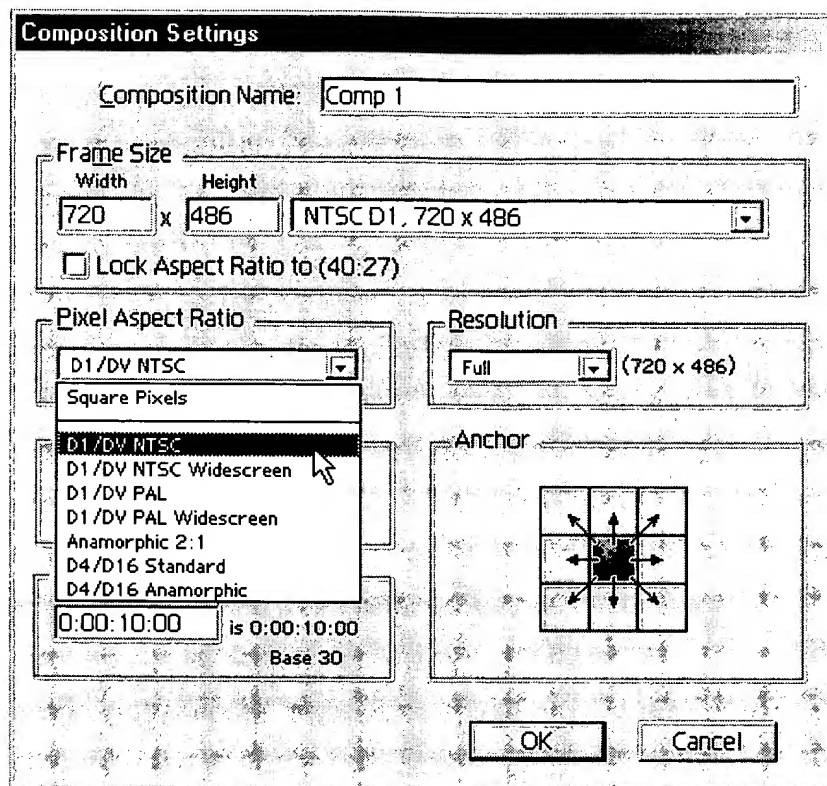 Composition Settings
Composition Name: Comp 1
Frame Size
Width Height
720 x 486 NTSC D1, 720 x 486
Lock Aspect Ratio to (40:27)
Pixel Aspect Ratio
D1/DV NTSC
Square Pixels
D1/DV NTSC
D1/DV NTSC Widescreen
D1/DV PAL
D1/DV PAL Widescreen
Anamorphic 2:1
D4/D16 Standard
D4/D16 Anamorphic
0:00:10:00 is 0:00:10:00
Base 30
Resolution
Full (720 x 486)
Anchor
OK Cancel